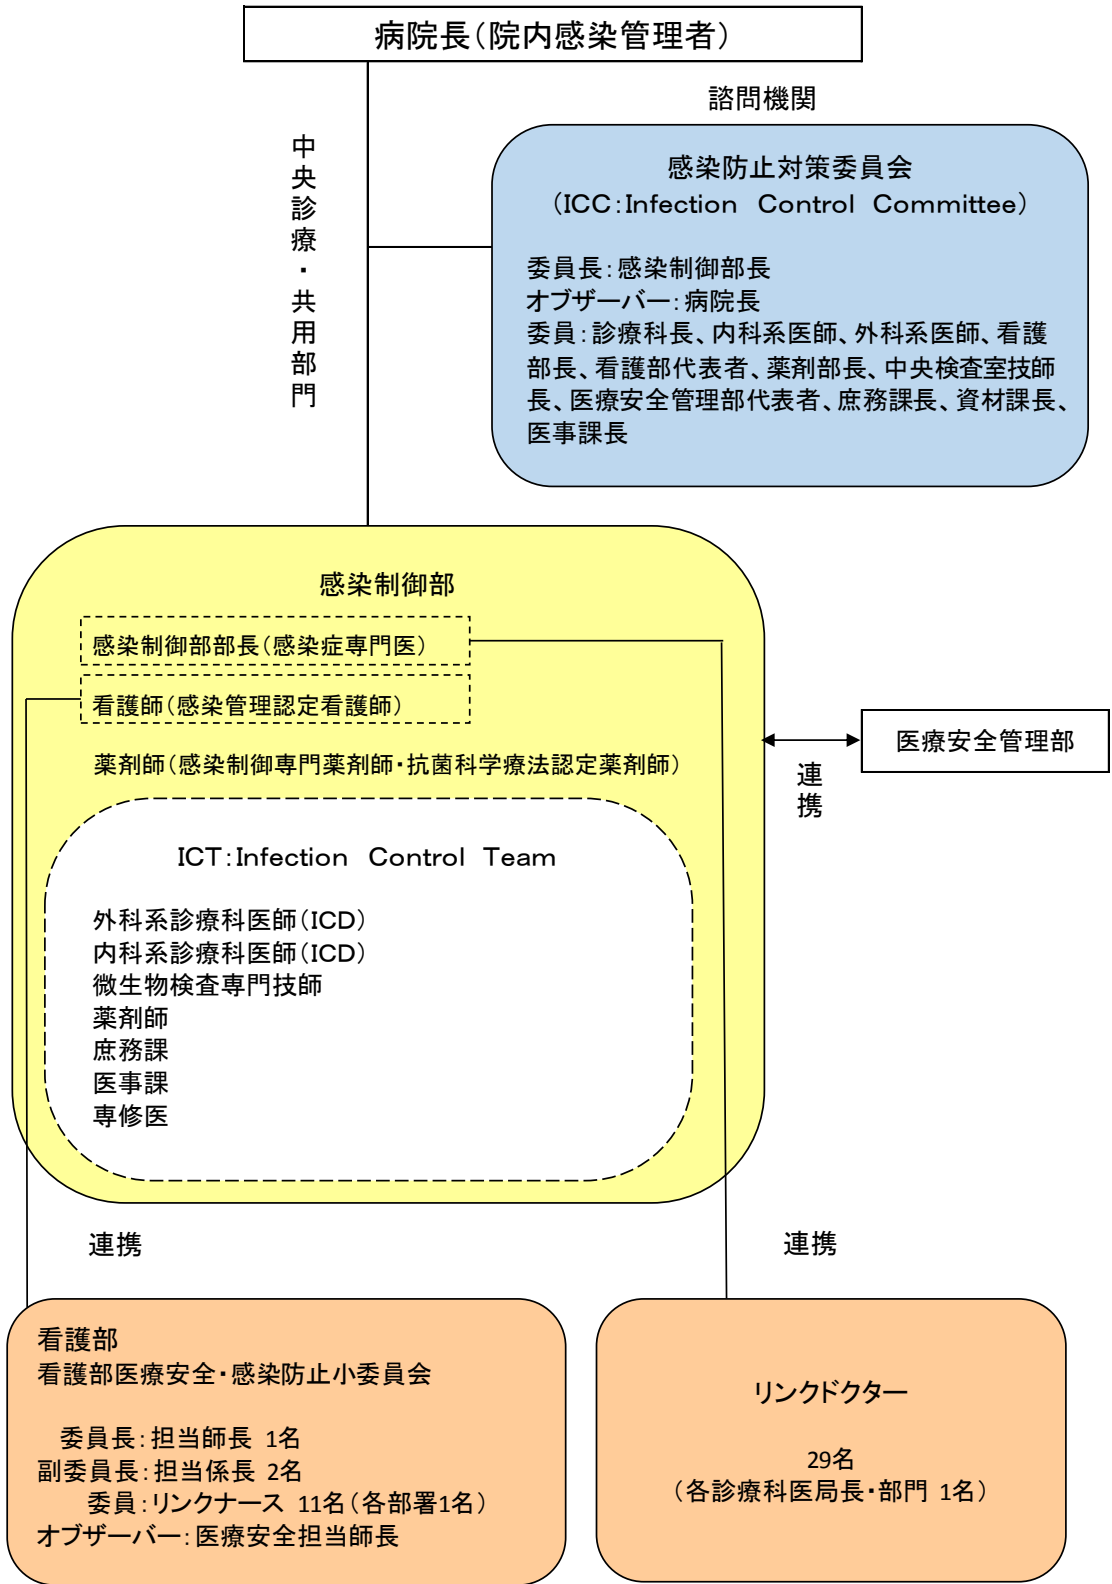 病院長（院内感染管理者）
諮問機関
中央診療・共用部門
感染防止対策委員会
（ICC：Infection Control Committee）
委員長：感染制御部長
オブザーバー：病院長
委員：診療科長、内科系医師、外科系医師、看護
部長、看護部代表者、薬剤部長、中央検査室技師
長、医療安全管理部代表者、庶務課長、資材課長、
医事課長
感染制御部
感染制御部部長（感染症専門医）
看護師（感染管理認定看護師）
薬剤師（感染制御専門薬剤師・抗菌科学療法認定薬剤師）
医療安全管理部
連携
ICT：Infection Control Team
外科系診療科医師（ICD）
内科系診療科医師（ICD）
微生物検査専門技師
薬剤師
庶務課
医事課
専修医
連携
連携
看護部
看護部医療安全・感染防止小委員会
委員長：担当師長 1名
副委員長：担当係長 2名
委員：リンクナース 11名（各部署1名）
オブザーバー：医療安全担当師長
リンクドクター
29名
（各診療科医局長・部門 1名）